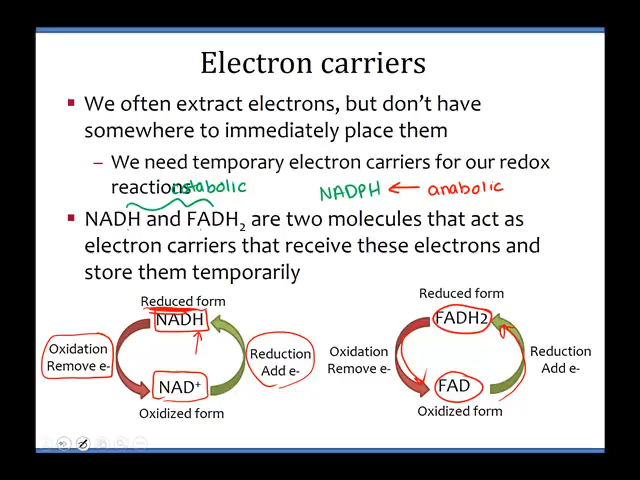 Electron carriers
▪ We often extract electrons, but don't have
somewhere to immediately place them
– We need temporary electron carriers for our redox
reactions
catabolic
NADPH ← anabolic
▪ NADH and FADH₂ are two molecules that act as
electron carriers that receive these electrons and
store them temporarily
Reduced form
NADH
Oxidation
Remove e-
Reduction
Add e-
NAD⁺
Oxidized form
Reduced form
FADH2
Oxidation
Remove e-
Reduction
Add e-
FAD
Oxidized form